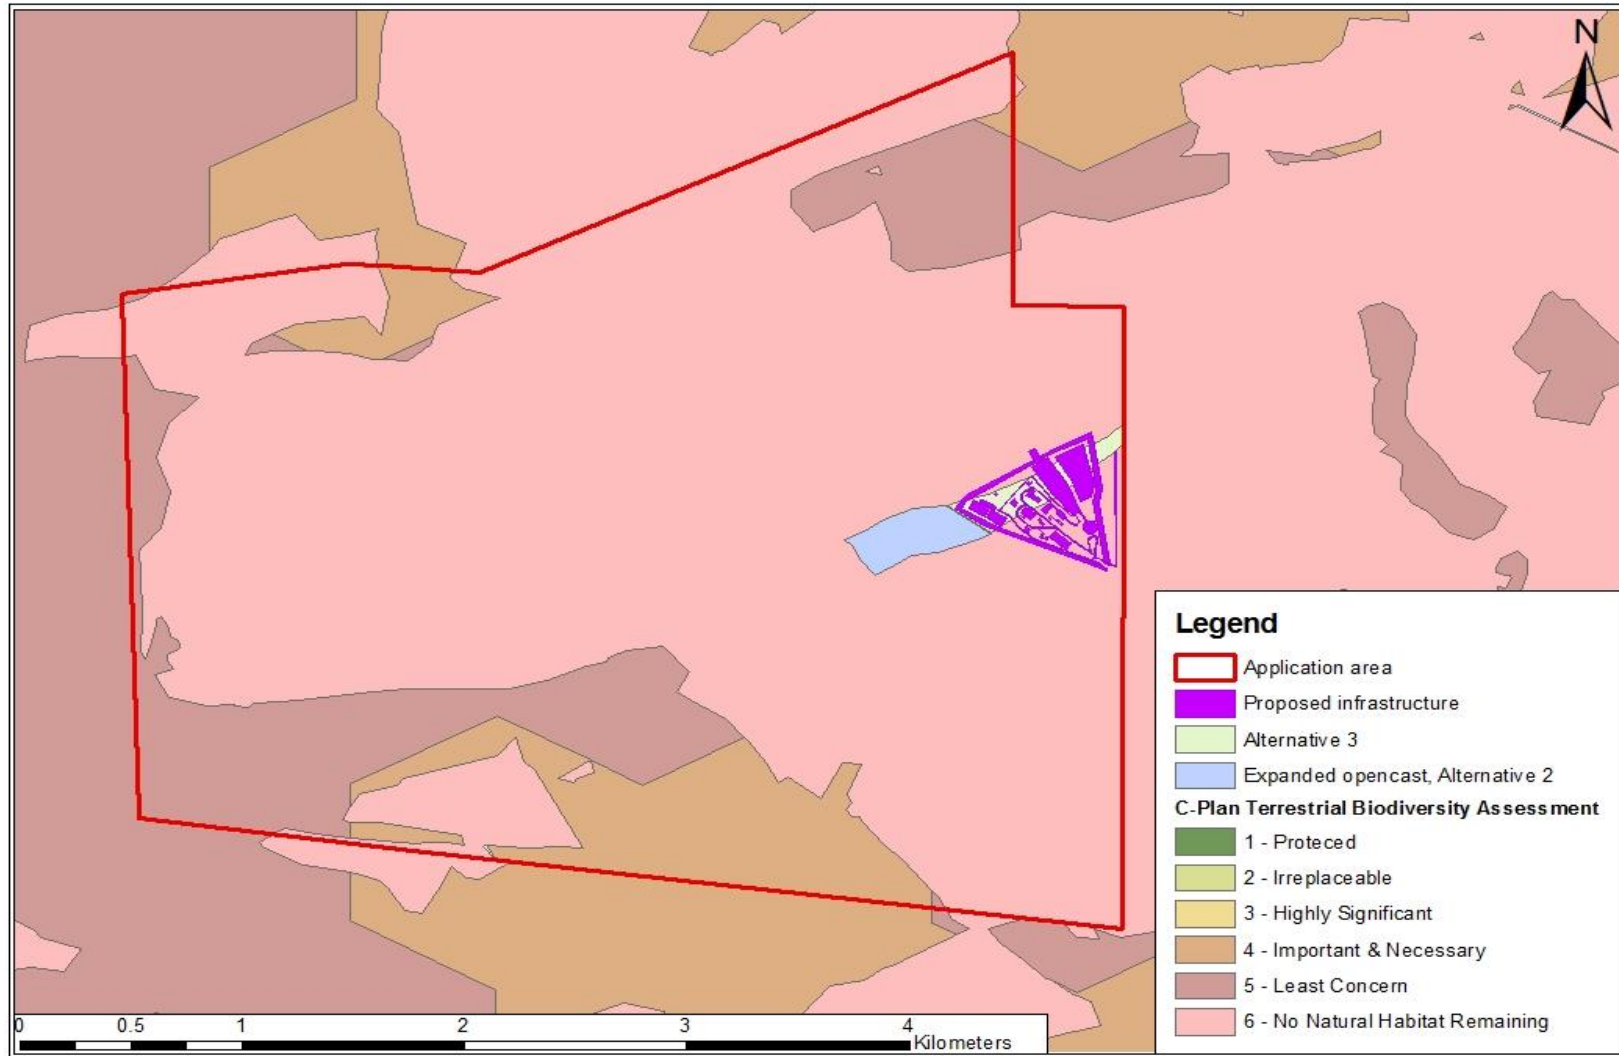 N
Legend
Application area
Proposed infrastructure
Alternative 3
Expanded opencast, Alternative 2
C-Plan Terrestrial Biodiversity Assessment
1 - Proteced
2 - Irreplaceable
3 - Highly Significant
4 - Important & Necessary
5 - Least Concern
6 - No Natural Habitat Remaining
0 0.5 1 2 3 4
Kilometers